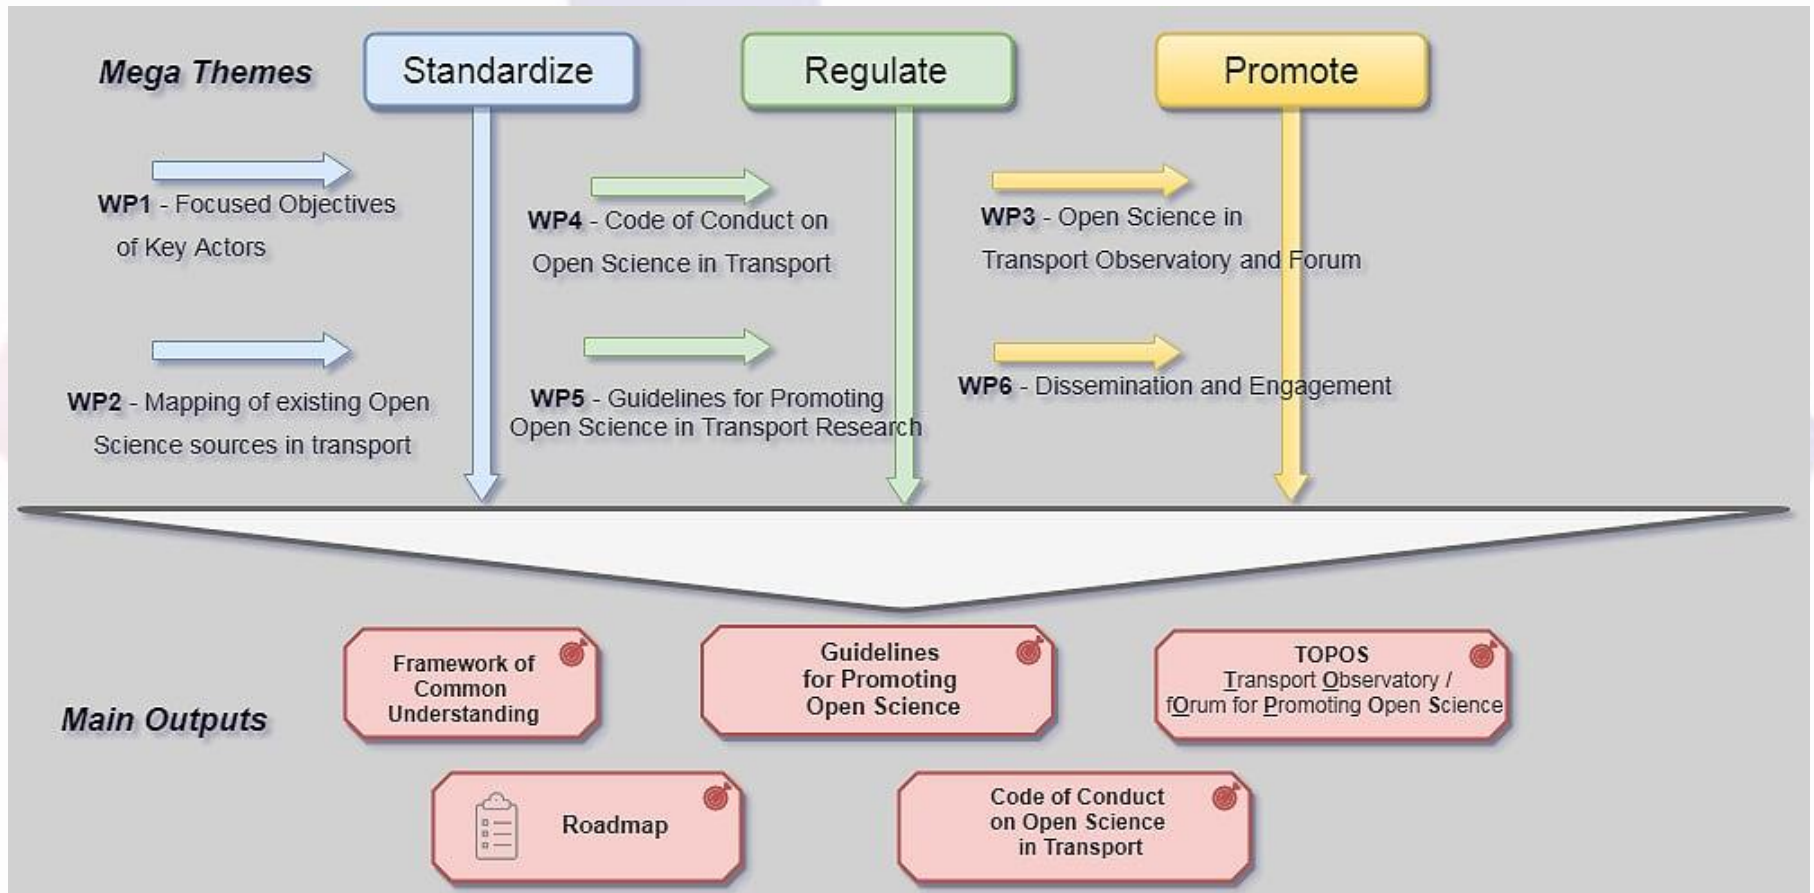 Mega Themes
Standardize
Regulate
Promote
WP1 - Focused Objectives
of Key Actors
WP4 - Code of Conduct on
Open Science in Transport
WP3 - Open Science in
Transport Observatory and Forum
WP2 - Mapping of existing Open
Science sources in transport
WP5 - Guidelines for Promoting
Open Science in Transport Research
WP6 - Dissemination and Engagement
Main Outputs
Framework of
Common
Understanding
Guidelines
for Promoting
Open Science
TOPOS
Transport Observatory /
fOrum for Promoting Open Science
Roadmap
Code of Conduct
on Open Science
in Transport